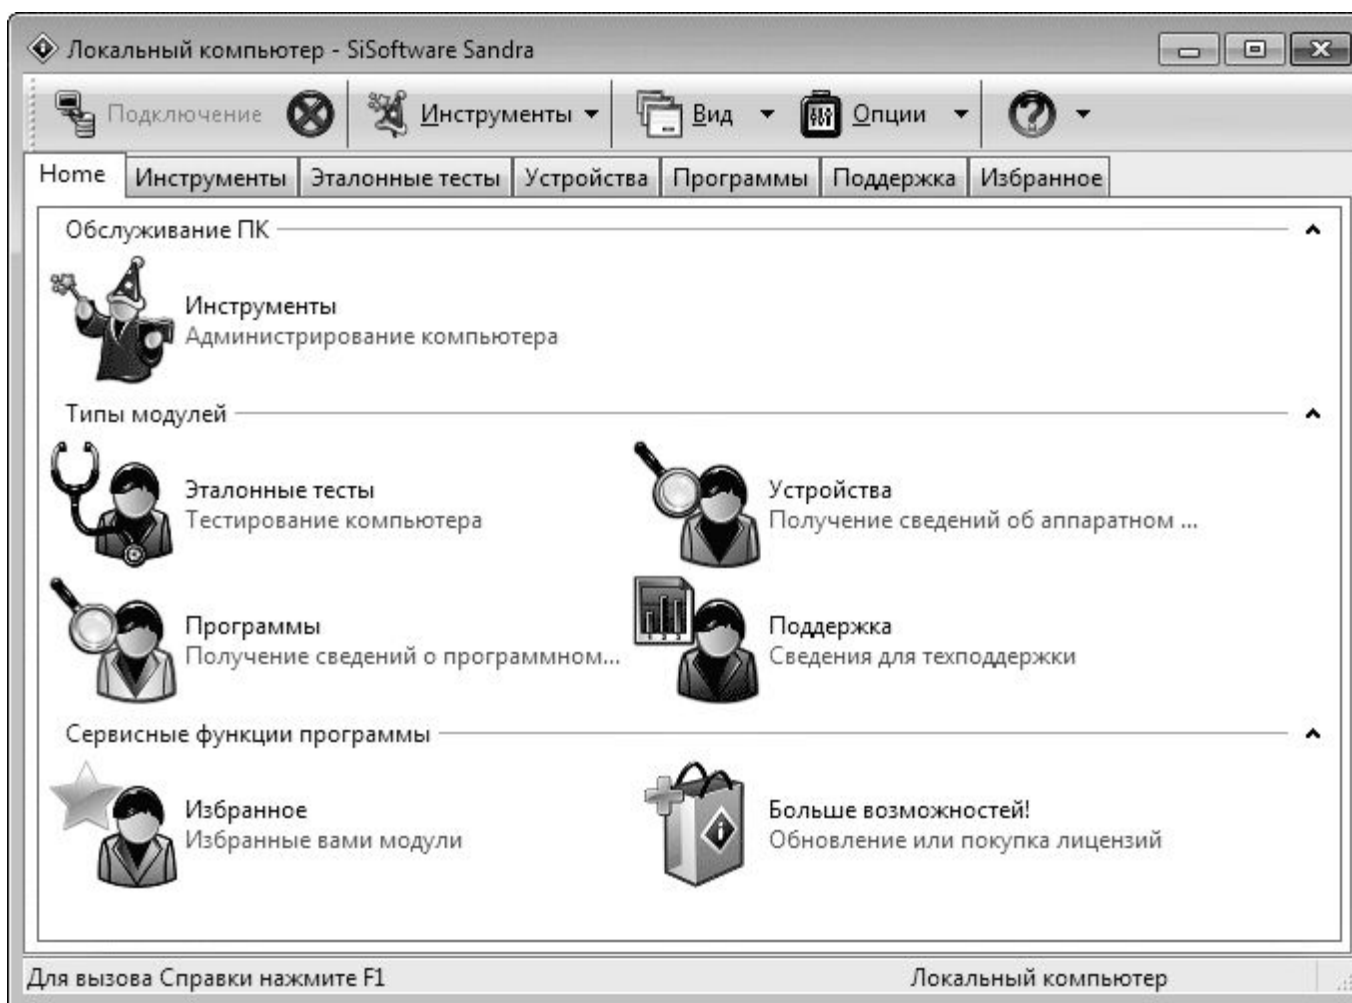 Локальный компьютер - SiSoftware Sandra
Подключение Инструменты Вид Опции
Home Инструменты Эталонные тесты Устройства Программы Поддержка Избранное
Обслуживание ПК
Инструменты
Администрирование компьютера
Типы модулей
Эталонные тесты
Тестирование компьютера
Устройства
Получение сведений об аппаратном ...
Программы
Получение сведений о программном...
Поддержка
Сведения для техподдержки
Сервисные функции программы
Избранное
Избранные вами модули
Больше возможностей!
Обновление или покупка лицензий
Для вызова Справки нажмите F1 Локальный компьютер